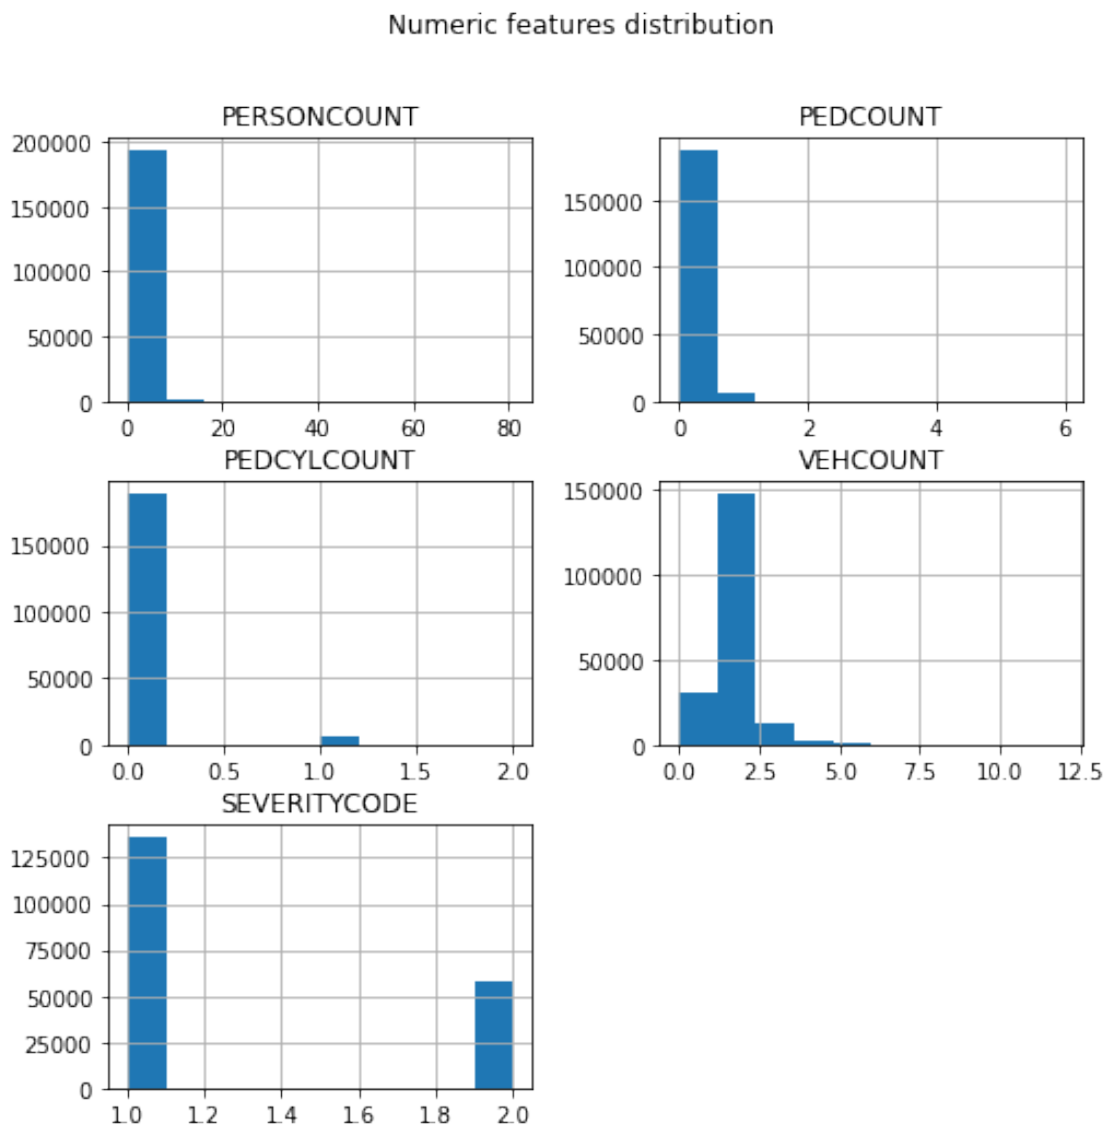 Numeric features distribution
PERSONCOUNT
200000
150000
100000
50000
0
0 20 40 60 80
PEDCOUNT
150000
100000
50000
0
0 2 4 6
PEDCYLCOUNT
150000
100000
50000
0
0.0 0.5 1.0 1.5 2.0
VEHCOUNT
150000
100000
50000
0
0.0 2.5 5.0 7.5 10.0 12.5
SEVERITYCODE
125000
100000
75000
50000
25000
0
1.0 1.2 1.4 1.6 1.8 2.0